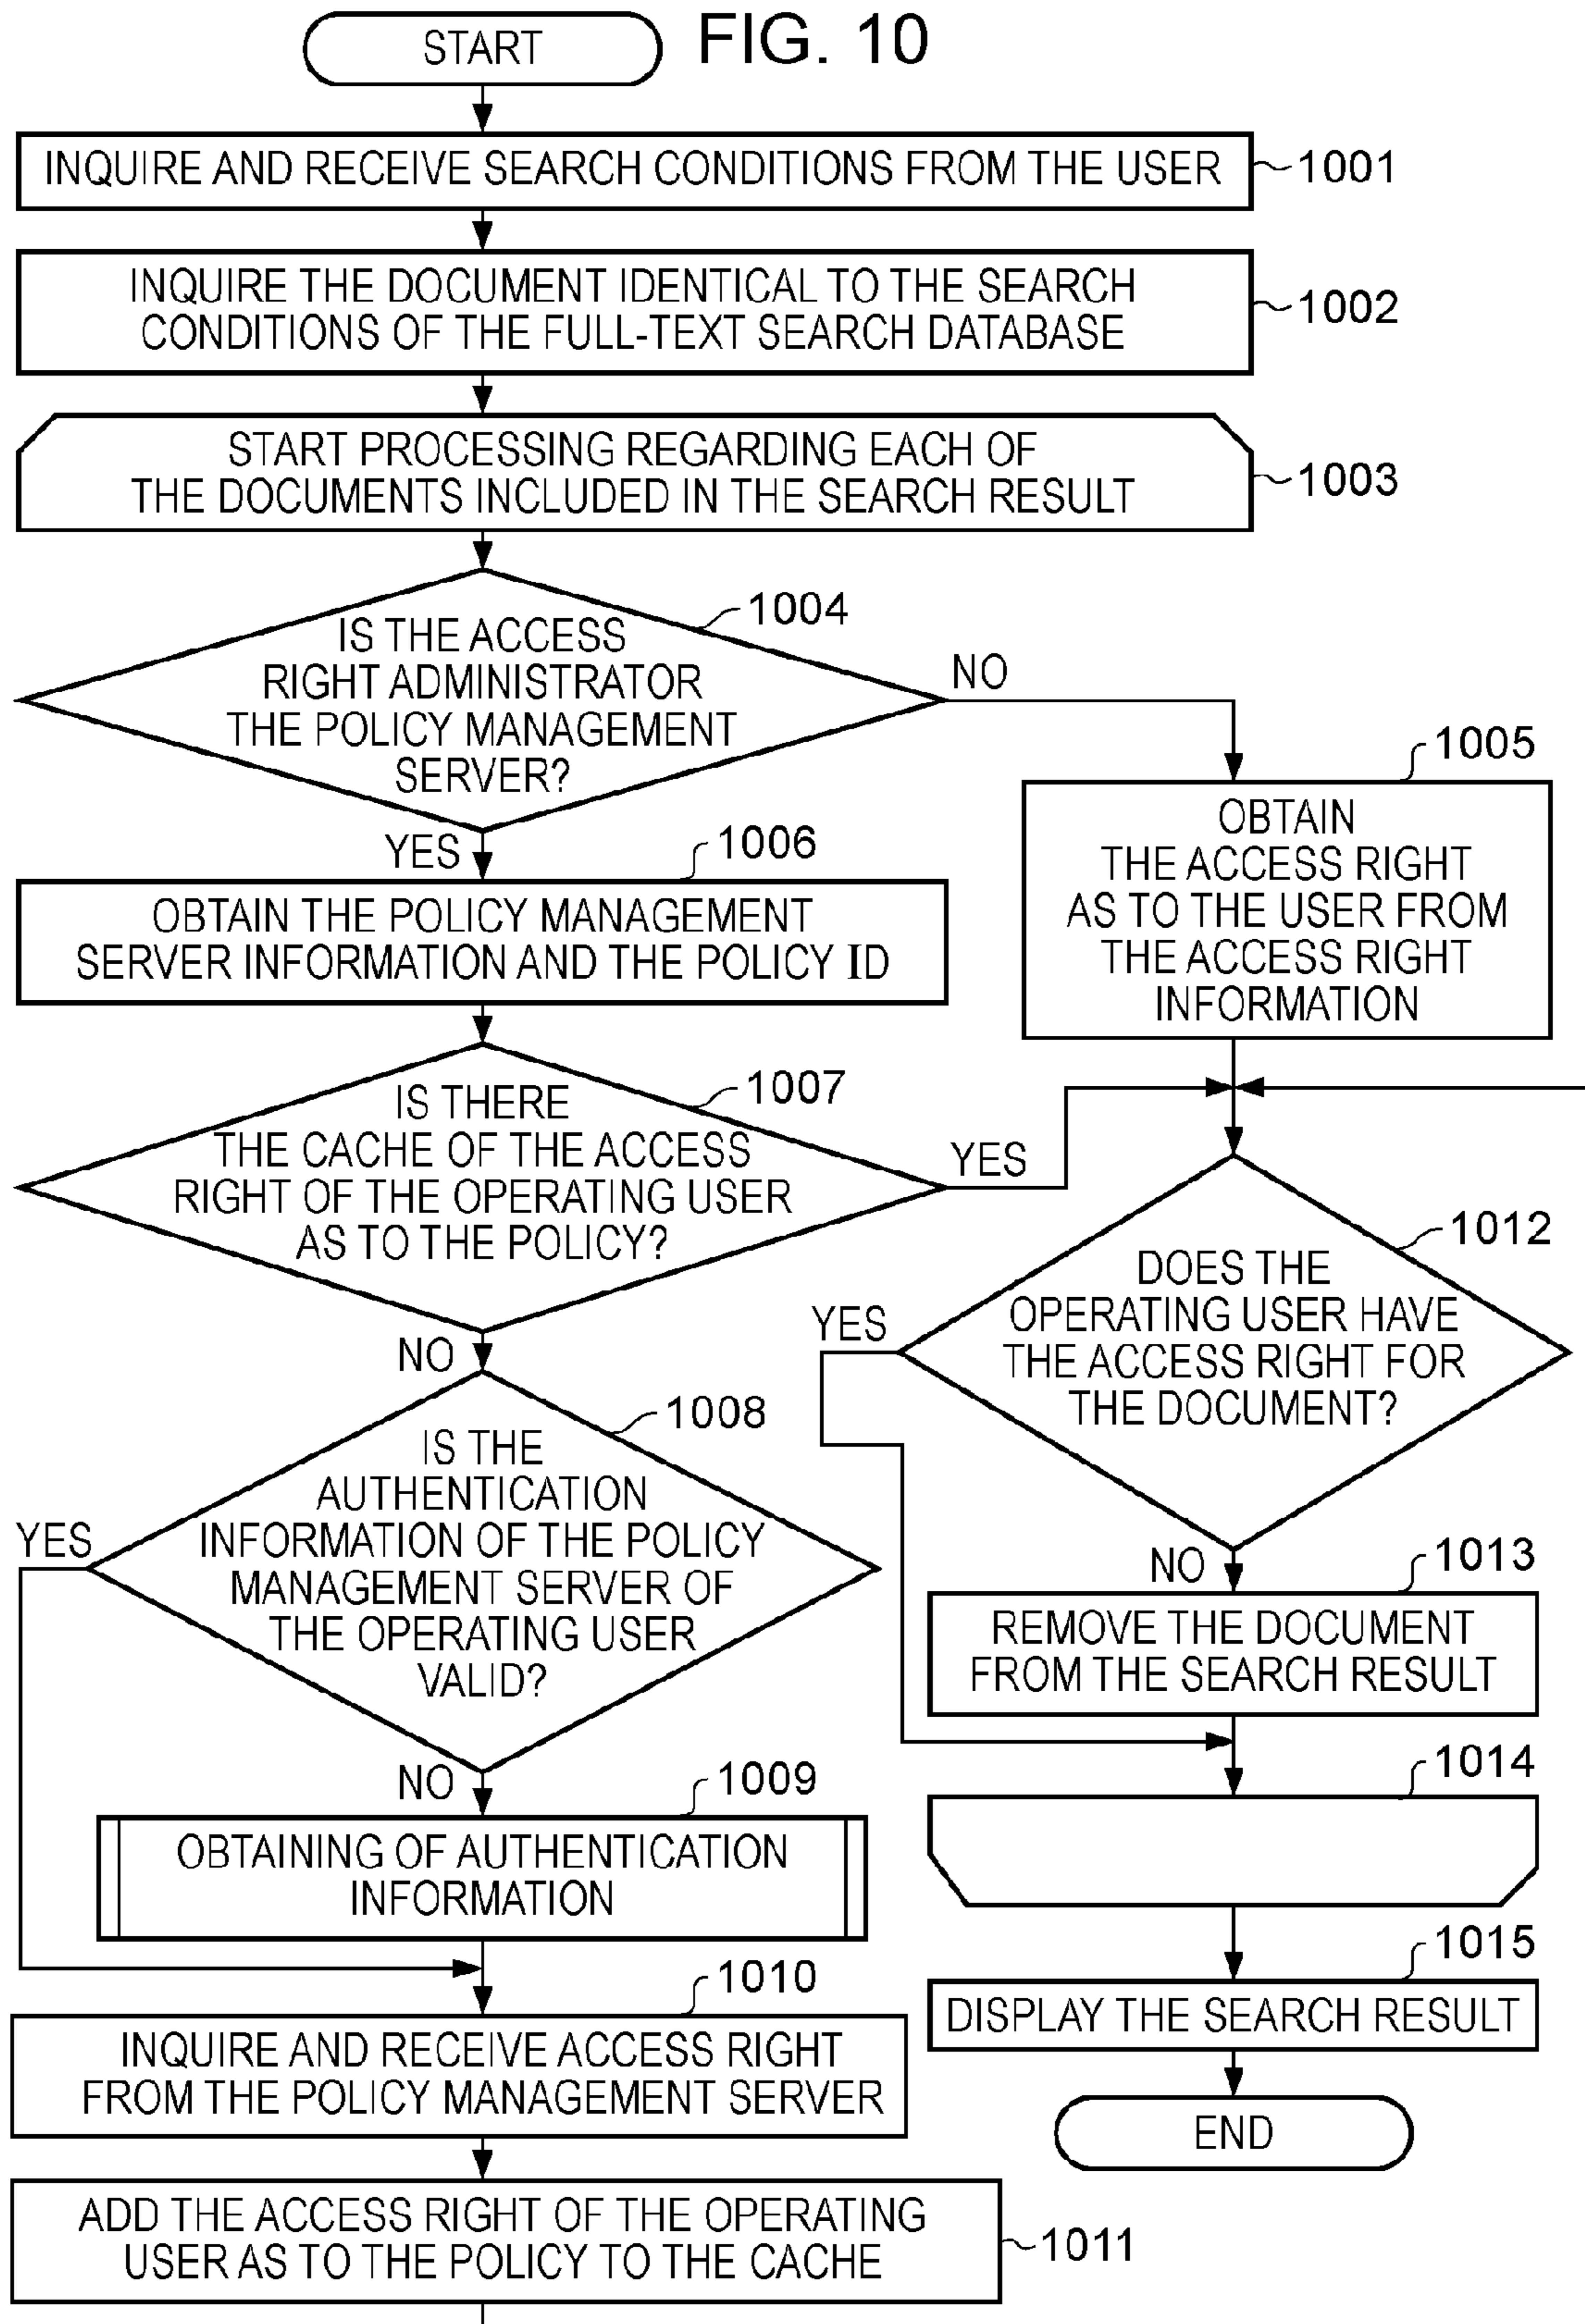 FIG. 10
START
INQUIRE AND RECEIVE SEARCH CONDITIONS FROM THE USER
1001
INQUIRE THE DOCUMENT IDENTICAL TO THE SEARCH
CONDITIONS OF THE FULL-TEXT SEARCH DATABASE
1002
START PROCESSING REGARDING EACH OF
THE DOCUMENTS INCLUDED IN THE SEARCH RESULT
1003
1004
IS THE ACCESS
RIGHT ADMINISTRATOR
THE POLICY MANAGEMENT
SERVER?
NO
YES
1005
OBTAIN
THE ACCESS RIGHT
AS TO THE USER FROM
THE ACCESS RIGHT
INFORMATION
1006
OBTAIN THE POLICY MANAGEMENT
SERVER INFORMATION AND THE POLICY ID
1007
IS THERE
THE CACHE OF THE ACCESS
RIGHT OF THE OPERATING USER
AS TO THE POLICY?
YES
NO
1008
IS THE
AUTHENTICATION
INFORMATION OF THE POLICY
MANAGEMENT SERVER OF
THE OPERATING USER
VALID?
YES
NO
1009
OBTAINING OF AUTHENTICATION
INFORMATION
1010
INQUIRE AND RECEIVE ACCESS RIGHT
FROM THE POLICY MANAGEMENT SERVER
ADD THE ACCESS RIGHT OF THE OPERATING
USER AS TO THE POLICY TO THE CACHE
1011
1012
DOES THE
OPERATING USER HAVE
THE ACCESS RIGHT FOR
THE DOCUMENT?
YES
NO
1013
REMOVE THE DOCUMENT
FROM THE SEARCH RESULT
1014
1015
DISPLAY THE SEARCH RESULT
END